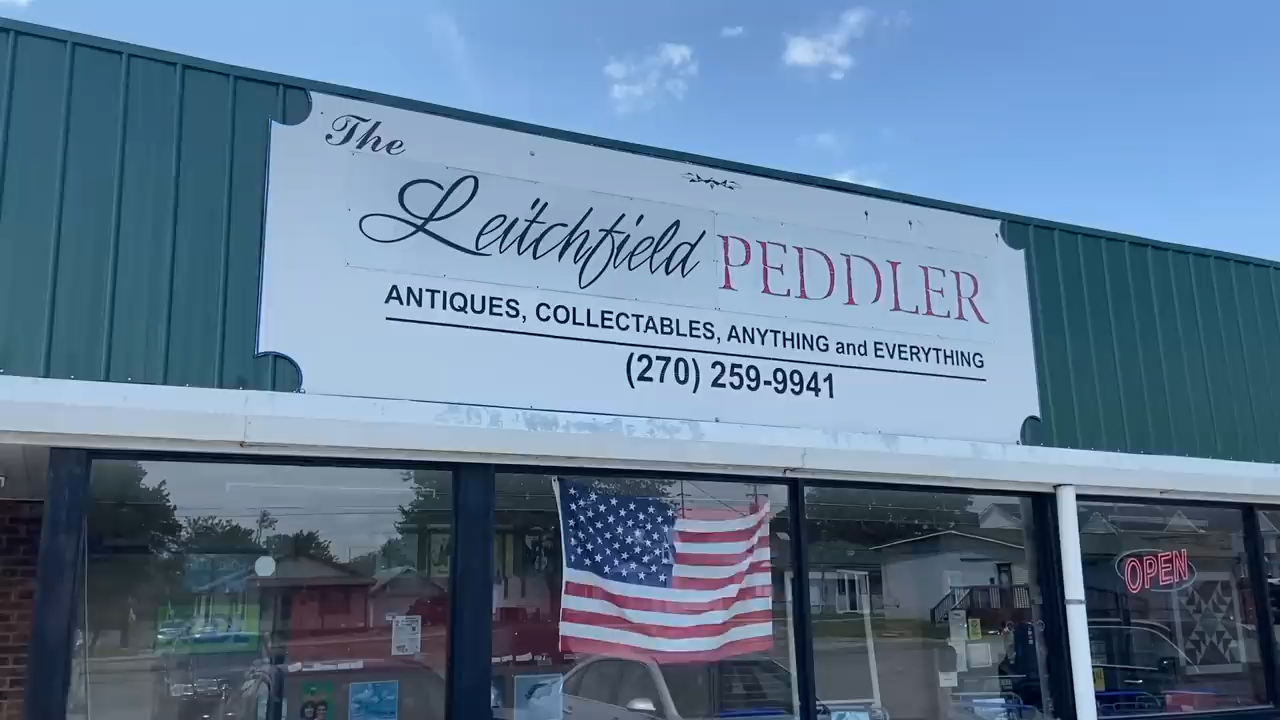 The
Leitchfield PEDDLER
ANTIQUES, COLLECTABLES, ANYTHING and EVERYTHING
(270) 259-9941
OPEN